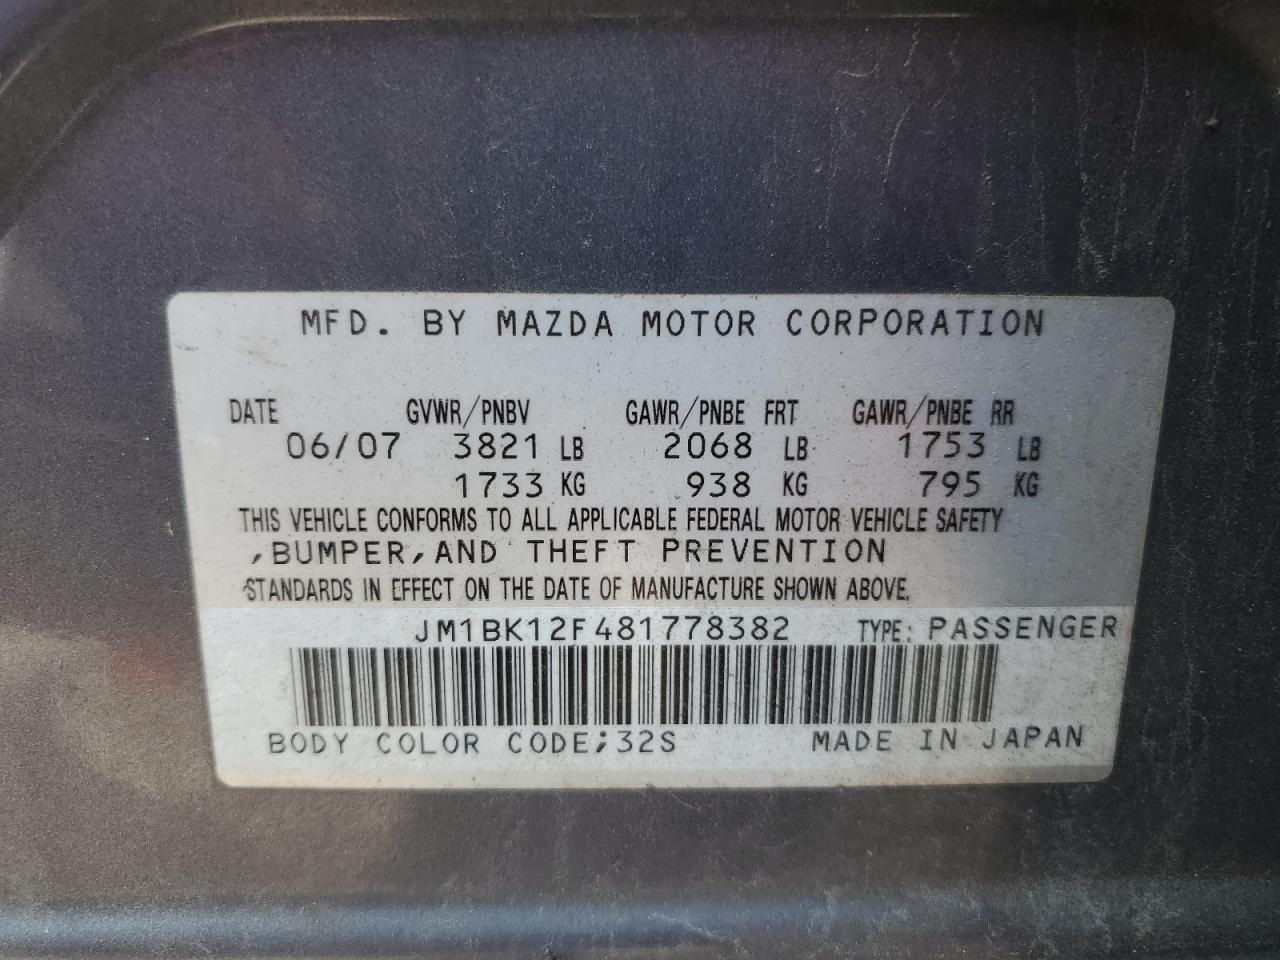 MFD. BY MAZDA MOTOR CORPORATION
DATE GVWR/PNBV GAWR/PNBE FRT GAWR/PNBE RR
06/07 3821 LB 2068 LB 1753 LB
1733 KG 938 KG 795 KG
THIS VEHICLE CONFORMS TO ALL APPLICABLE FEDERAL MOTOR VEHICLE SAFETY
,BUMPER,AND THEFT PREVENTION
STANDARDS IN EFFECT ON THE DATE OF MANUFACTURE SHOWN ABOVE.
JM1BK12F481778382 TYPE: PASSENGER
BODY COLOR CODE;32S MADE IN JAPAN